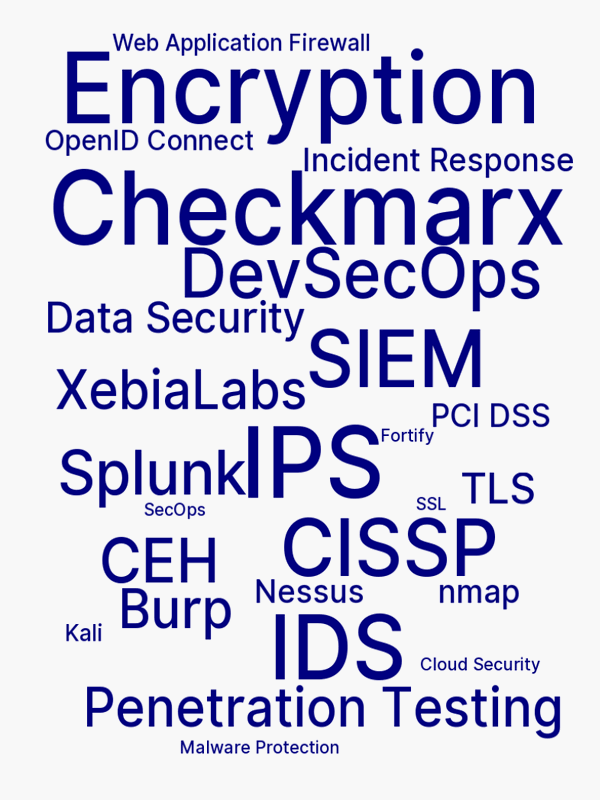 Web Application Firewall
Encryption
OpenID Connect
Incident Response
Checkmarx
DevSecOps
Data Security
SIEM
XebiaLabs
PCI DSS
Fortify
IPS
Splunk
TLS
SSL
SecOps
CISSP
CEH
Nessus
nmap
Burp
Kali
IDS
Cloud Security
Penetration Testing
Malware Protection